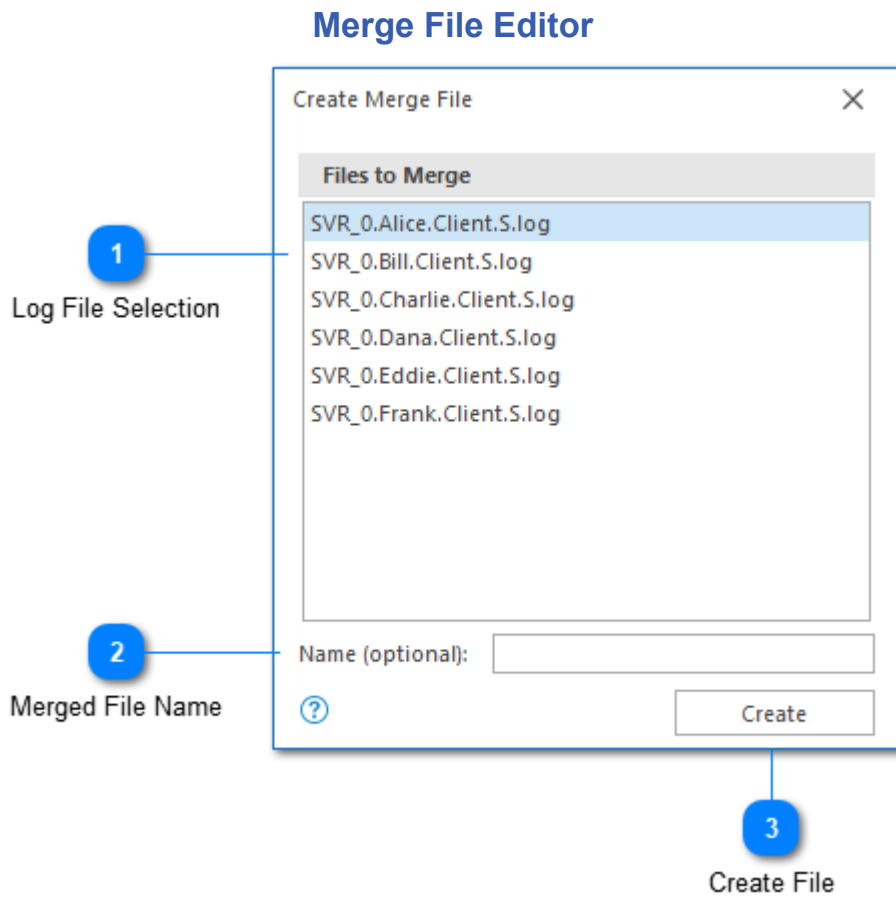 Merge File Editor
Create Merge File
Files to Merge
SVR_0.Alice.Client.S.log
1
SVR_0.Bill.Client.S.log
Log File Selection
SVR_0.Charlie.Client.S.log
SVR_0.Dana.Client.S.log
SVR_0.Eddie.Client.S.log
SVR_0.Frank.Client.S.log
2
Name (optional):
Merged File Name
?
Create
3
Create File